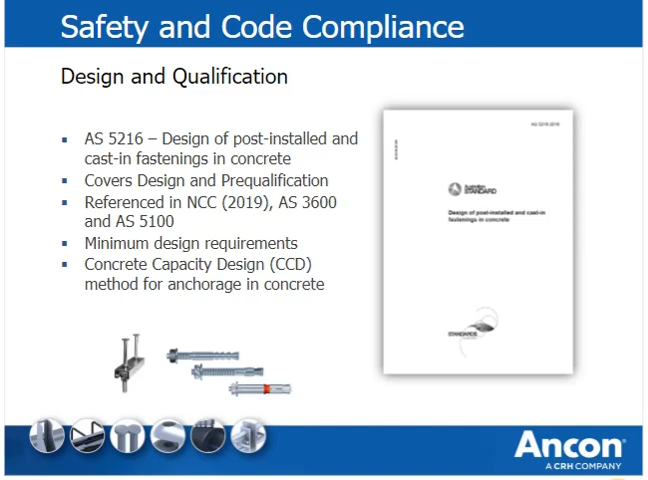 Safety and Code Compliance
Design and Qualification
▪ AS 5216 – Design of post-installed and
cast-in fastenings in concrete
▪ Covers Design and Prequalification
▪ Referenced in NCC (2019), AS 3600
and AS 5100
▪ Minimum design requirements
▪ Concrete Capacity Design (CCD)
method for anchorage in concrete
AS 5216:2018
Australian
STANDARD
Design of post-installed and cast-in
fastenings in concrete
STANDARDS
Ancon®
A CRH COMPANY